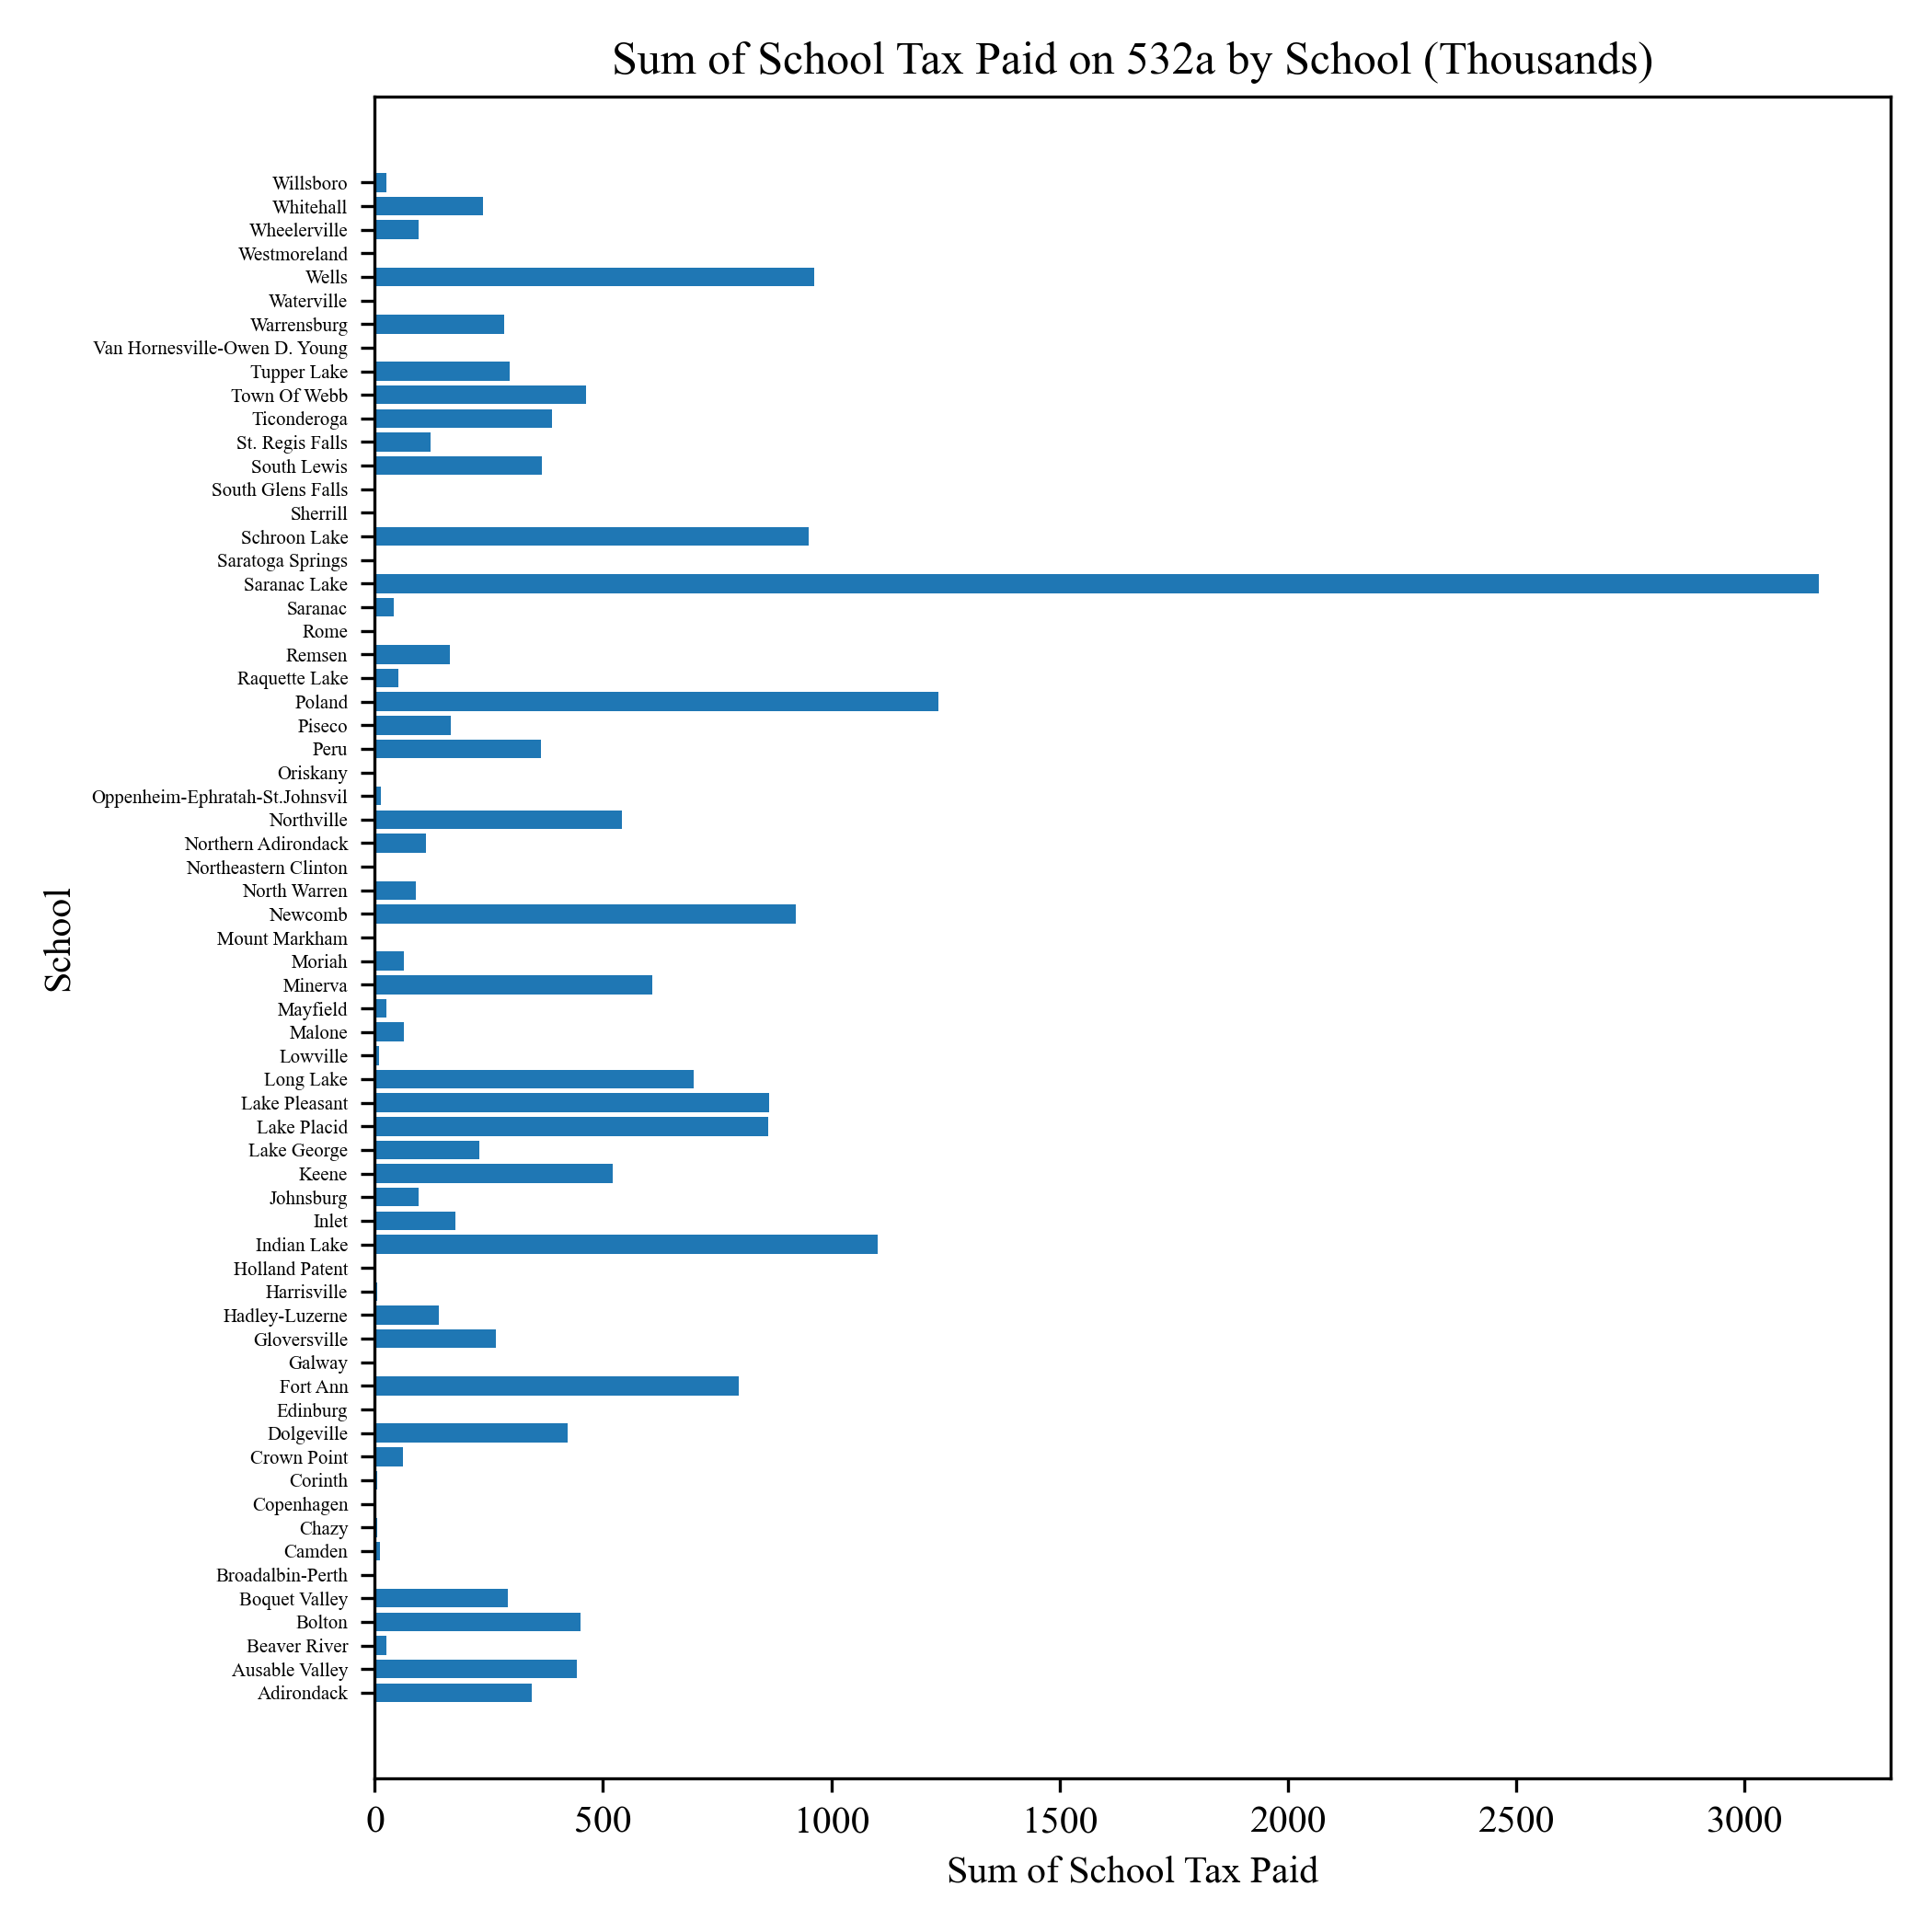 Sum of School Tax Paid on 532a by School (Thousands)
Willsboro
Whitehall
Wheelerville
Westmoreland
Wells
Waterville
Warrensburg
Van Hornesville-Owen D. Young
Tupper Lake
Town Of Webb
Ticonderoga
St. Regis Falls
South Lewis
South Glens Falls
Sherrill
Schroon Lake
Saratoga Springs
Saranac Lake
Saranac
Rome
Remsen
Raquette Lake
Poland
Piseco
Peru
Oriskany
Oppenheim-Ephratah-St.Johnsvil
Northville
Northern Adirondack
Northeastern Clinton
North Warren
Newcomb
Mount Markham
Moriah
Minerva
Mayfield
Malone
Lowville
Long Lake
Lake Pleasant
Lake Placid
Lake George
Keene
Johnsburg
Inlet
Indian Lake
Holland Patent
Harrisville
Hadley-Luzerne
Gloversville
Galway
Fort Ann
Edinburg
Dolgeville
Crown Point
Corinth
Copenhagen
Chazy
Camden
Broadalbin-Perth
Boquet Valley
Bolton
Beaver River
Ausable Valley
Adirondack
School
0 500 1000 1500 2000 2500 3000
Sum of School Tax Paid